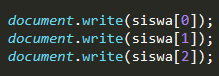 document.write(siswa[0]);
document.write(siswa[1]);
document.write(siswa[2]);